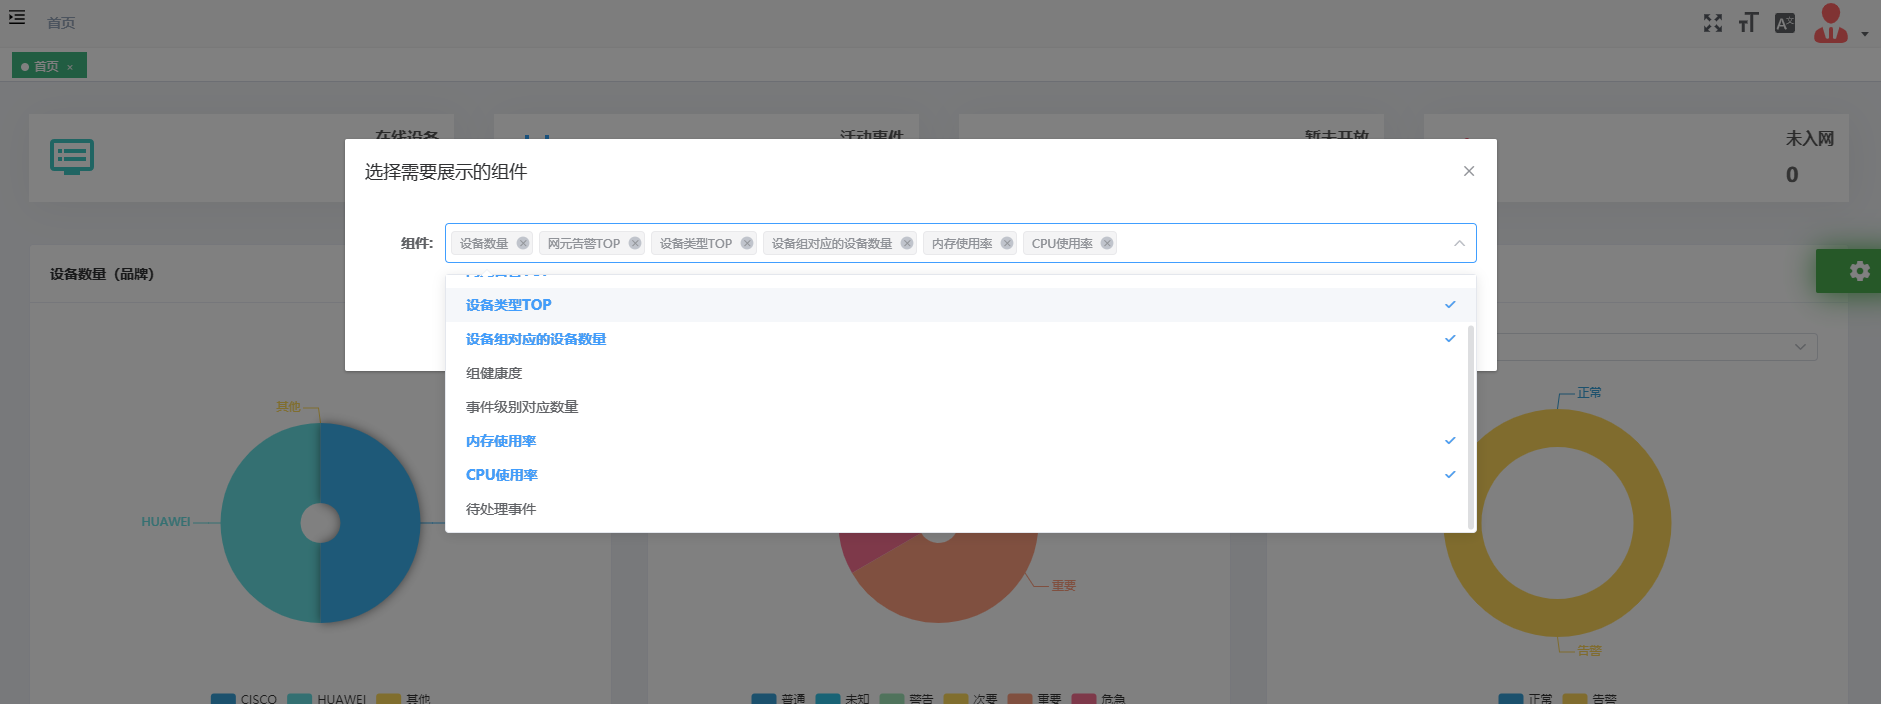 首页
首页 ×
在线设备
活动事件
暂未开放
未入网
0
选择需要展示的组件
组件:
设备数量
网元告警TOP
设备类型TOP
设备组对应的设备数量
内存使用率
CPU使用率
设备数量（品牌）
设备类型TOP
设备组对应的设备数量
组健康度
事件级别对应数量
内存使用率
CPU使用率
待处理事件
其他
HUAWEI
重要
正常
告警
CISCO HUAWEI 其他
普通 未知 警告 次要 重要 危急
正常 告警